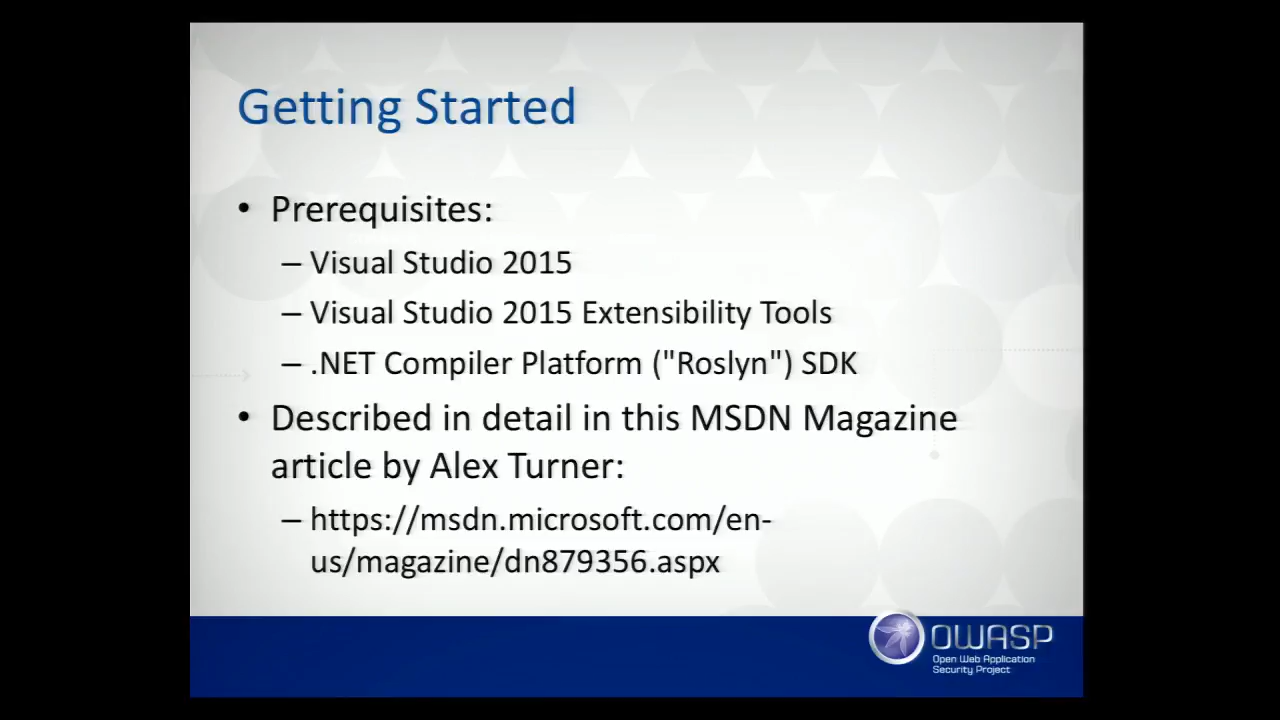 Getting Started
• Prerequisites:
– Visual Studio 2015
– Visual Studio 2015 Extensibility Tools
– .NET Compiler Platform ("Roslyn") SDK
• Described in detail in this MSDN Magazine
article by Alex Turner:
– https://msdn.microsoft.com/en-
us/magazine/dn879356.aspx
OWASP
Open Web Application
Security Project